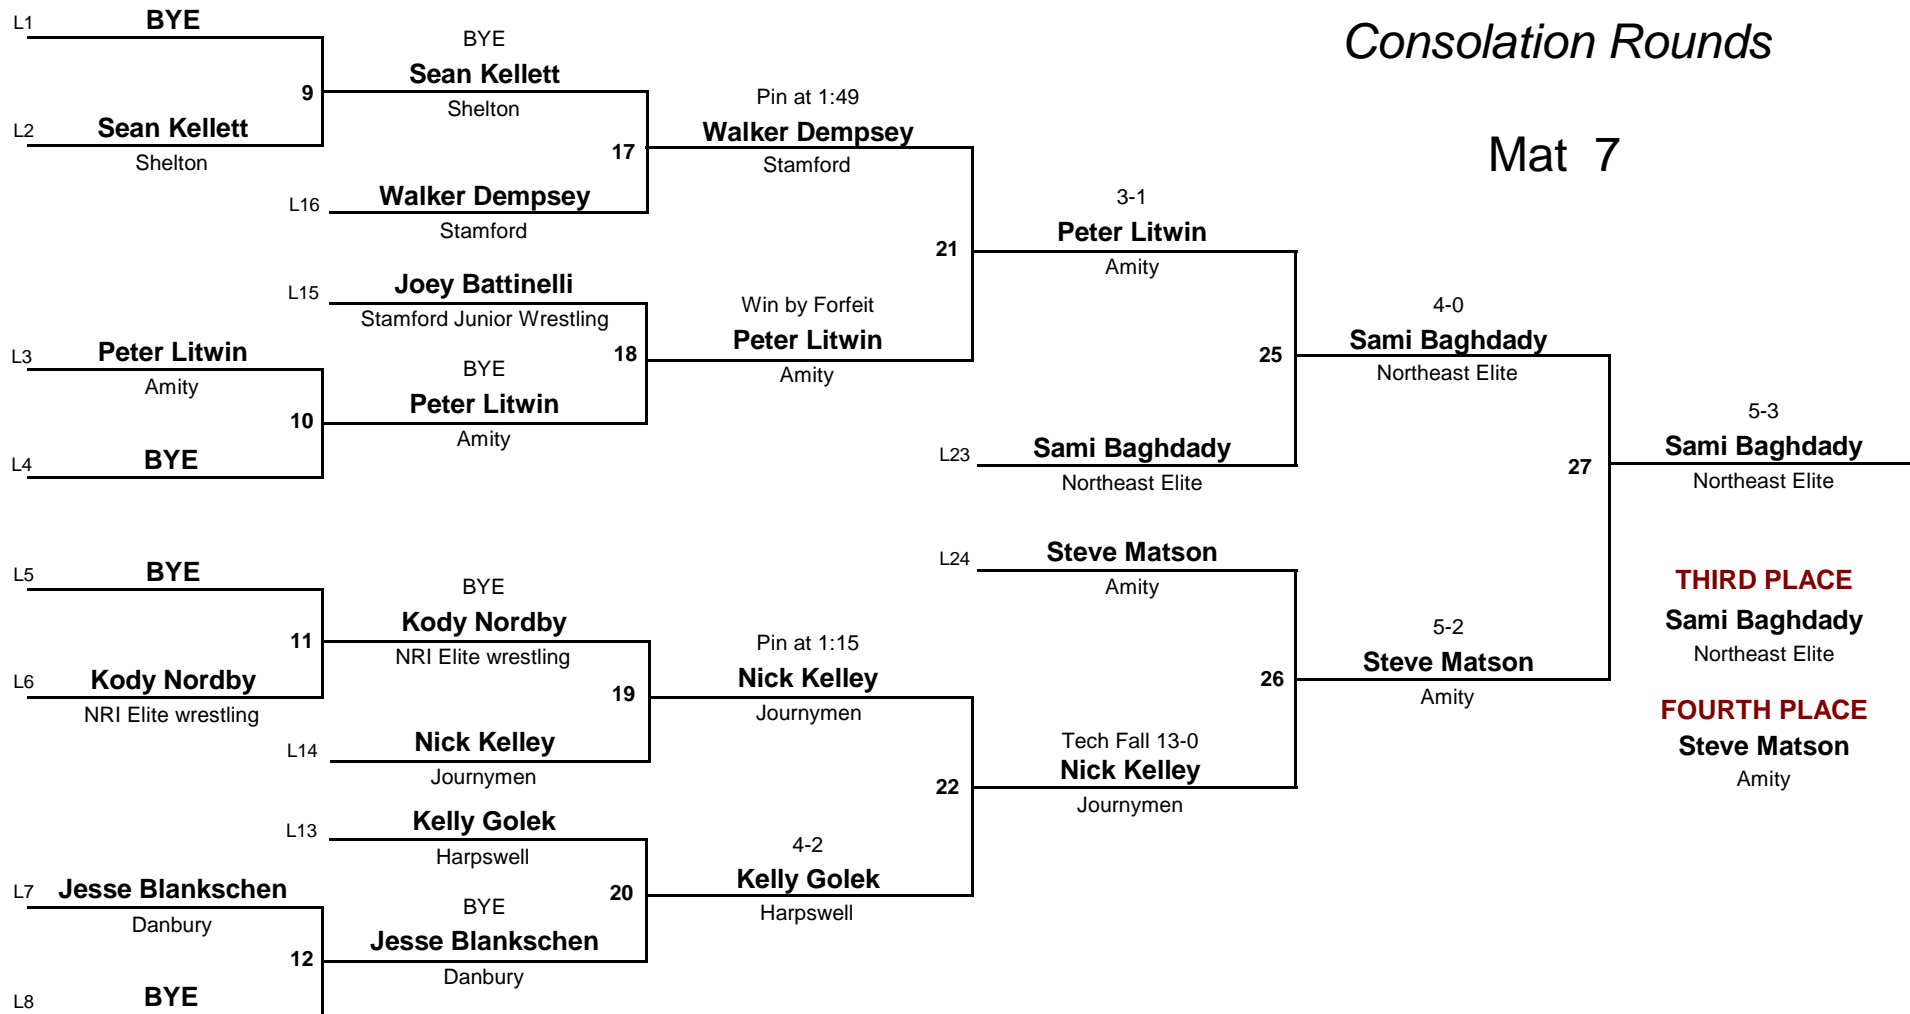 Consolation Rounds
Mat 7
L1 BYE
9
L2 Sean Kellett
Shelton
BYE
Sean Kellett
Shelton
17
L16 Walker Dempsey
Stamford
Pin at 1:49
Walker Dempsey
Stamford
21
L15 Joey Battinelli
Stamford Junior Wrestling
18
L3 Peter Litwin
Amity
10
L4 BYE
BYE
Peter Litwin
Amity
Win by Forfeit
Peter Litwin
Amity
3-1
Peter Litwin
Amity
25
L23 Sami Baghdady
Northeast Elite
4-0
Sami Baghdady
Northeast Elite
27
5-3
Sami Baghdady
Northeast Elite
L5 BYE
11
L6 Kody Nordby
NRI Elite wrestling
BYE
Kody Nordby
NRI Elite wrestling
19
L14 Nick Kelley
Journymen
Pin at 1:15
Nick Kelley
Journymen
22
L13 Kelly Golek
Harpswell
20
L7 Jesse Blankschen
Danbury
12
L8 BYE
BYE
Jesse Blankschen
Danbury
4-2
Kelly Golek
Harpswell
L24 Steve Matson
Amity
26
Tech Fall 13-0
Nick Kelley
Journymen
5-2
Steve Matson
Amity
THIRD PLACE
Sami Baghdady
Northeast Elite
FOURTH PLACE
Steve Matson
Amity